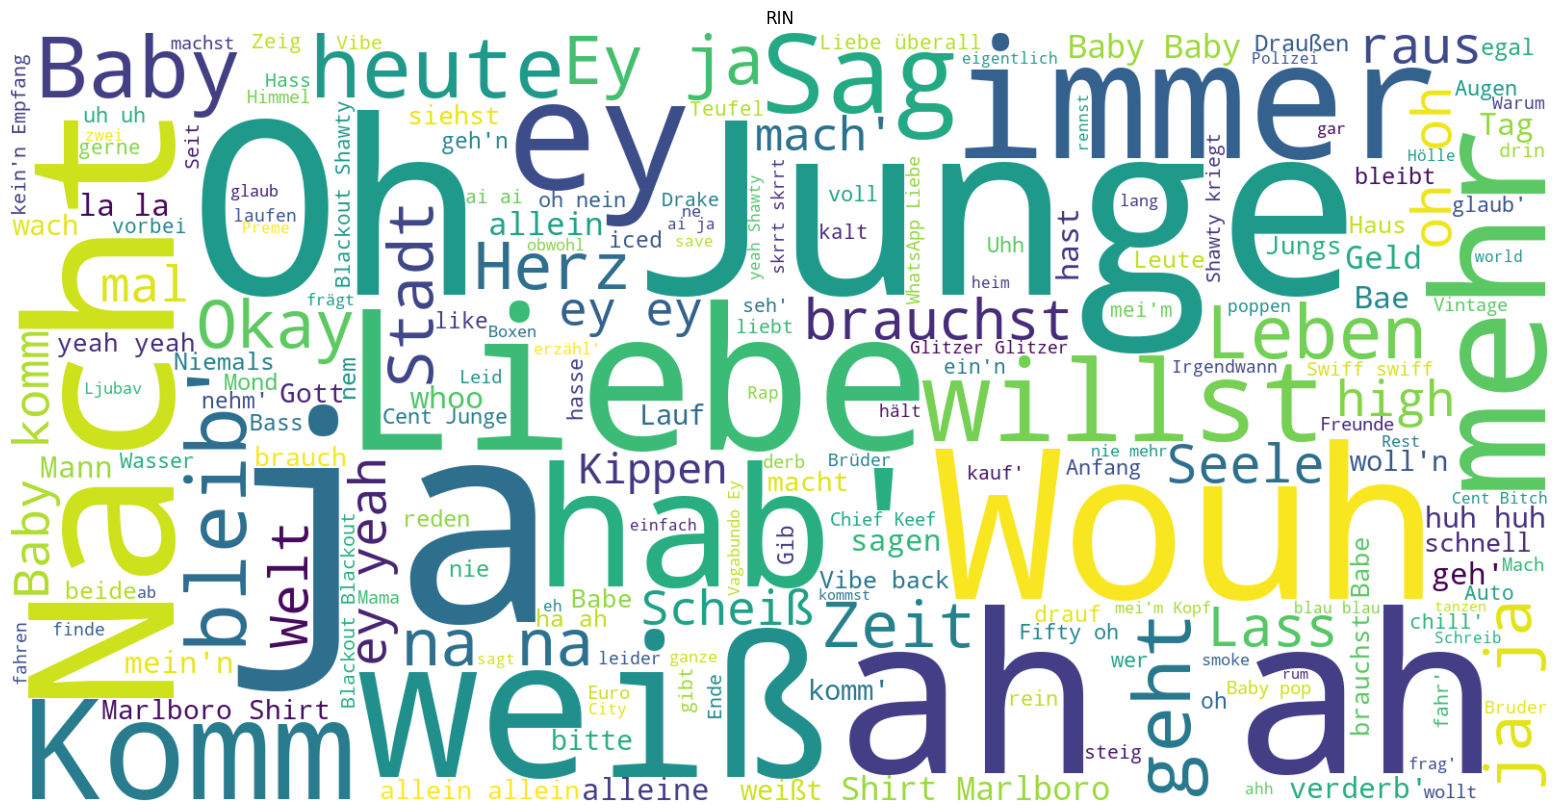 RIN
Baby
machst
Zeig
Vibe
heute
Ey ja
Sag
Liebe überall
eigentlich
Baby Baby
Draußen
Polizei
raus
egal
kein'n Empfang
Hass
Himmel
uh uh
zwei
gerne
Seit
Blackout Shawty
siehst
geh'n
ey
Teufel
mach'
immer
rennst
gar
Augen
Warum
Tag
drin
oh oh
Hölle
bleibt
glaub'
mehr
Nacht
wach
la la
vorbei
mal
Oh
glaub
laufen
Preme
ai ai
oh nein
allein
obwohl
iced
Drake
ne
ai ja
save
Junge
yeah Shawty
skrrt skrrt
voll
kalt
WhatsApp Liebe
Uhh
heim
hast
lang
Leute
Shawty kriegt
Jungs
Haus
Geld
world
Stadt
Herz
Okay
frägt
like
Boxen
ey ey
erzähl'
seh'
liebt
brauchst
Glitzer Glitzer
mei'm
poppen
Bae
Vintage
Leben
yeah yeah
Niemals
Ljubav
Mond
nehm'
Gott
nem
Bass
Leid
whoo
Cent Junge
Liebe
hasse
Lauf
Rap
hält
ein'n
willst
Irgendwann
Swiff swiff
high
Freunde
Baby komm
Mann
Wasser
bleib'
brauch
Kippen
derb
macht
Brüder
nie mehr
kauf'
Anfang
Seele
Rest
woll'n
Cent Bitch
ja
Welt
ey yeah
reden
nie
hab'
einfach
Vagabundo Ey
Gib
Chief Keef
sagen
Wouh
huh huh
schnell
geh'
Mach
beide
ab
Blackout Blackout
Mama
eh
ha ah
Babe
Scheiß
Vibe back
kommst
Zeit
drauf
mei'm Kopf
blau blau
brauchst Babe
Auto
tanzen
fahren
finde
mein'n
na na
sagt
leider
ganze
Fifty oh
wer
Lass
chill'
Schreib
ja ja
Komm
Marlboro Shirt
weiß
Euro
City
gibt
Ende
komm'
ah ah
rein
geht
smoke
oh
Baby pop
rum
fahr'
Bruder
bitte
steig
frag'
allein allein
alleine
weißt
Shirt Marlboro
ahh
verderb'
wollt